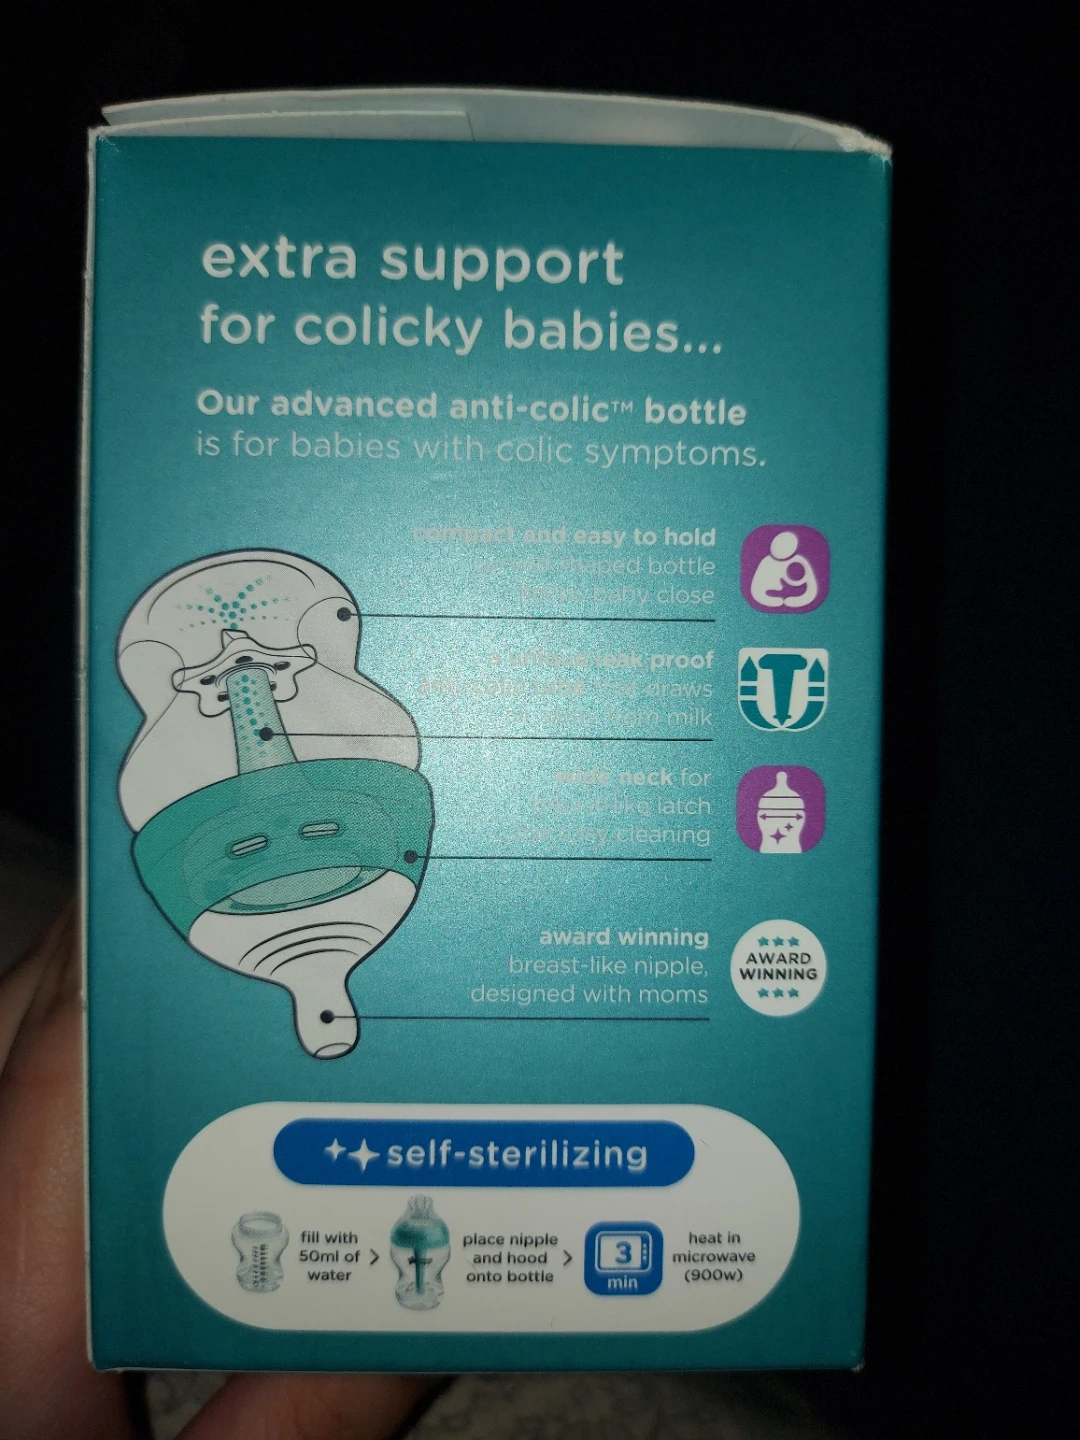 extra support
for colicky babies...
Our advanced anti-colic™ bottle
is for babies with colic symptoms.
compact and easy to hold
shaped bottle
baby close
leak proof
draws
from milk
neck for
latch
cleaning
award winning
breast-like nipple,
designed with moms
AWARD
WINNING
self-sterilizing
fill with
50ml of
water
>
place nipple
and hood
onto bottle
>
3
min
heat in
microwave
(900w)